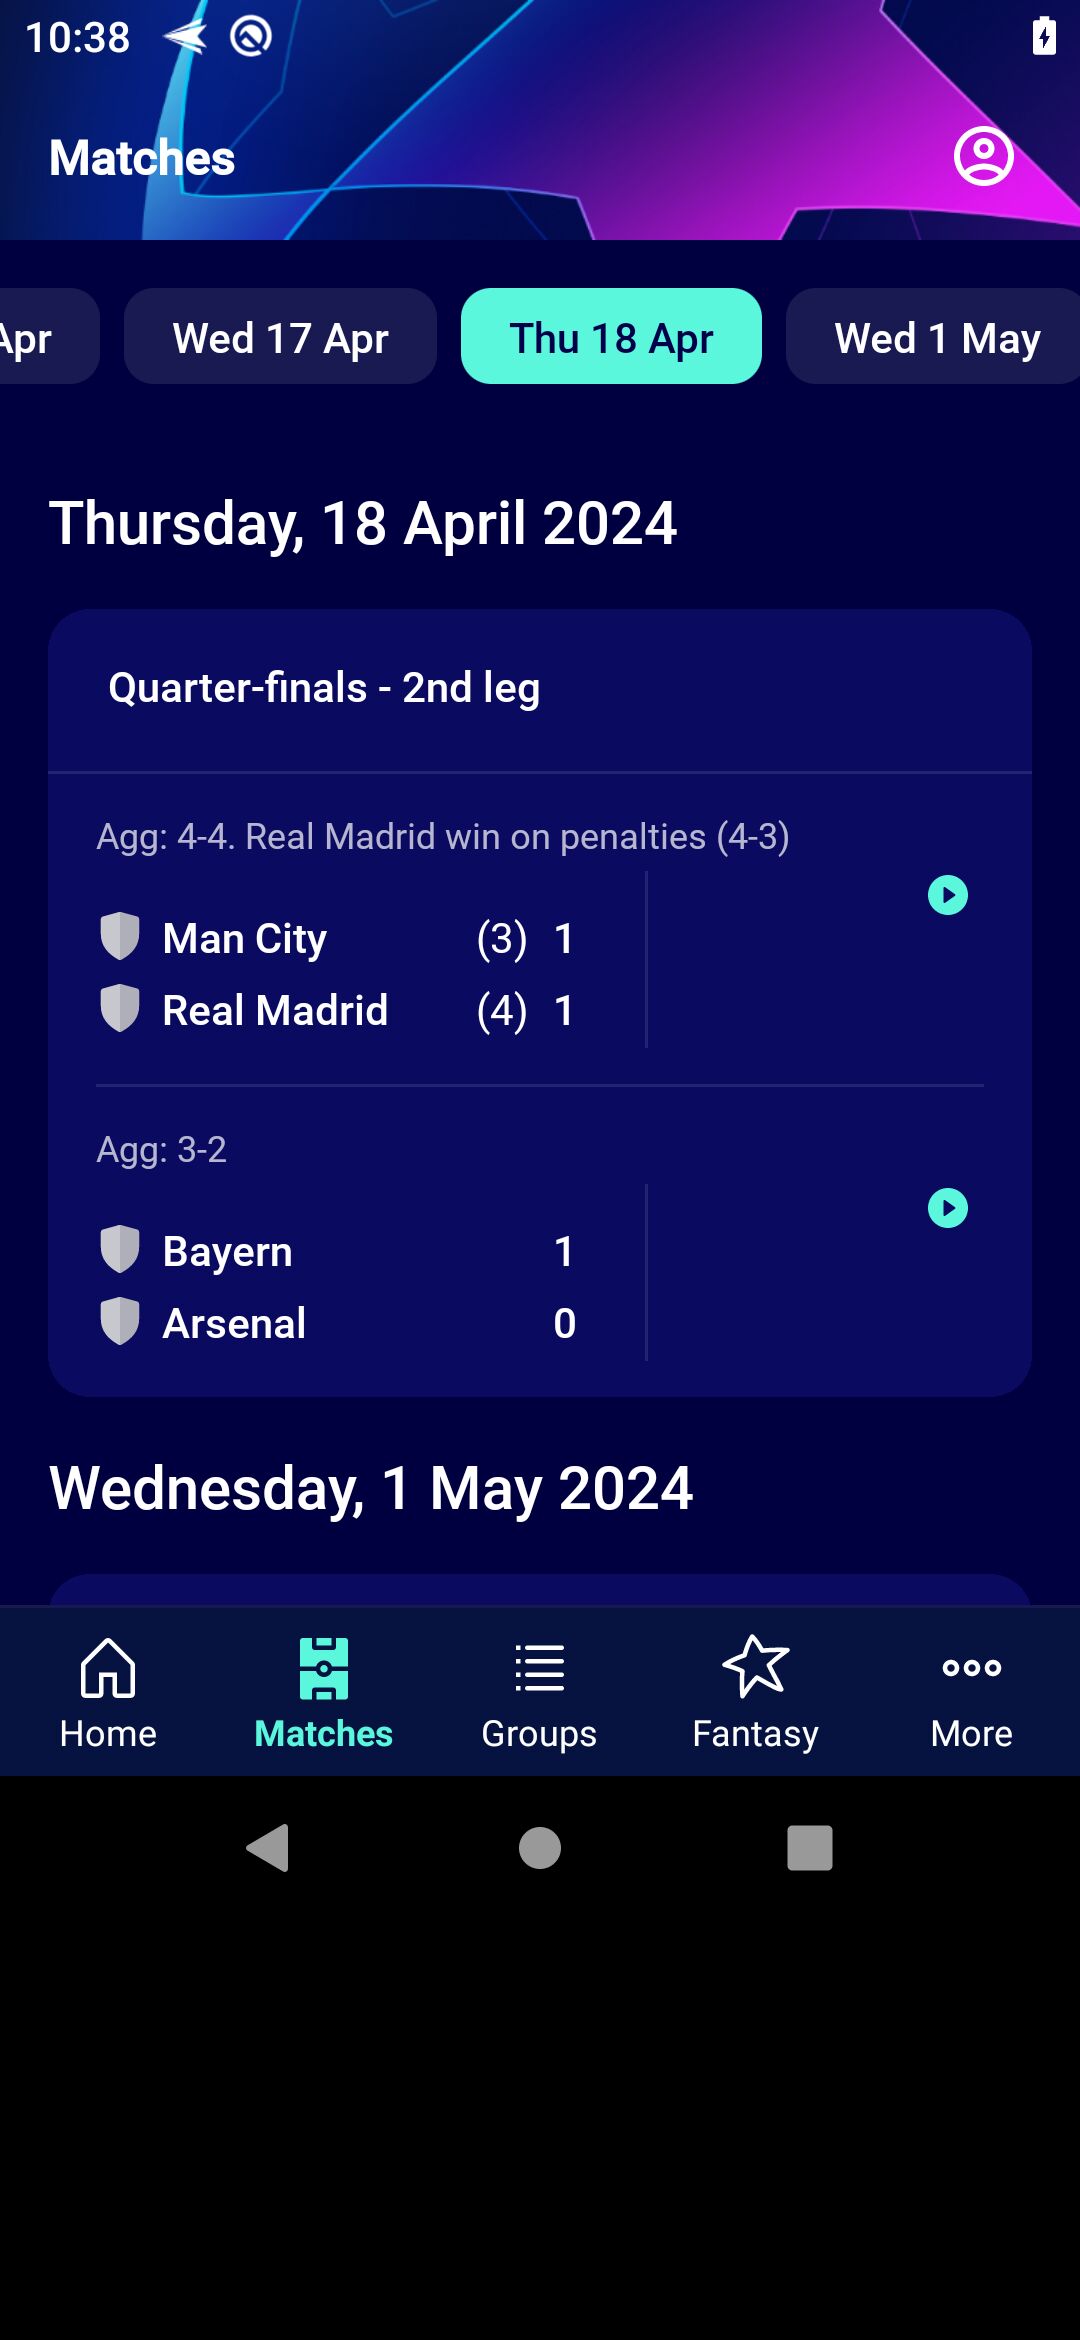 10:38
Matches
Apr
Wed 17 Apr
Thu 18 Apr
Wed 1 May
Thursday, 18 April 2024
Quarter-finals - 2nd leg
Agg: 4-4. Real Madrid win on penalties (4-3)
Man City (3) 1
Real Madrid (4) 1
Agg: 3-2
Bayern 1
Arsenal 0
Wednesday, 1 May 2024
Home
Matches
Groups
Fantasy
More